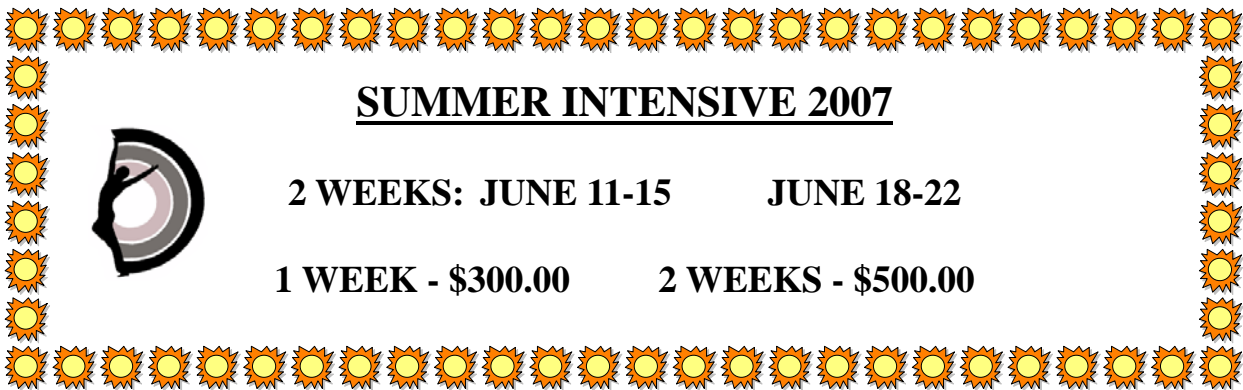 SUMMER INTENSIVE 2007
2 WEEKS: JUNE 11-15 JUNE 18-22
1 WEEK - $300.00 2 WEEKS - $500.00